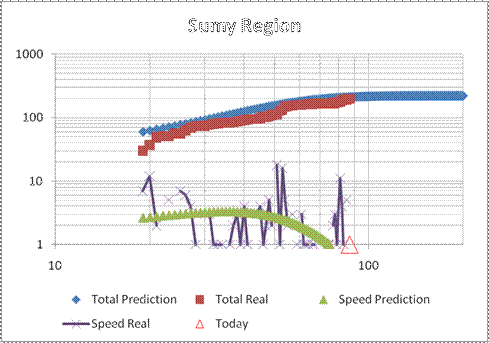 Sumy Region
1000
100
10
1
10
100
Total Prediction
Total Real
Speed Prediction
Speed Real
Today